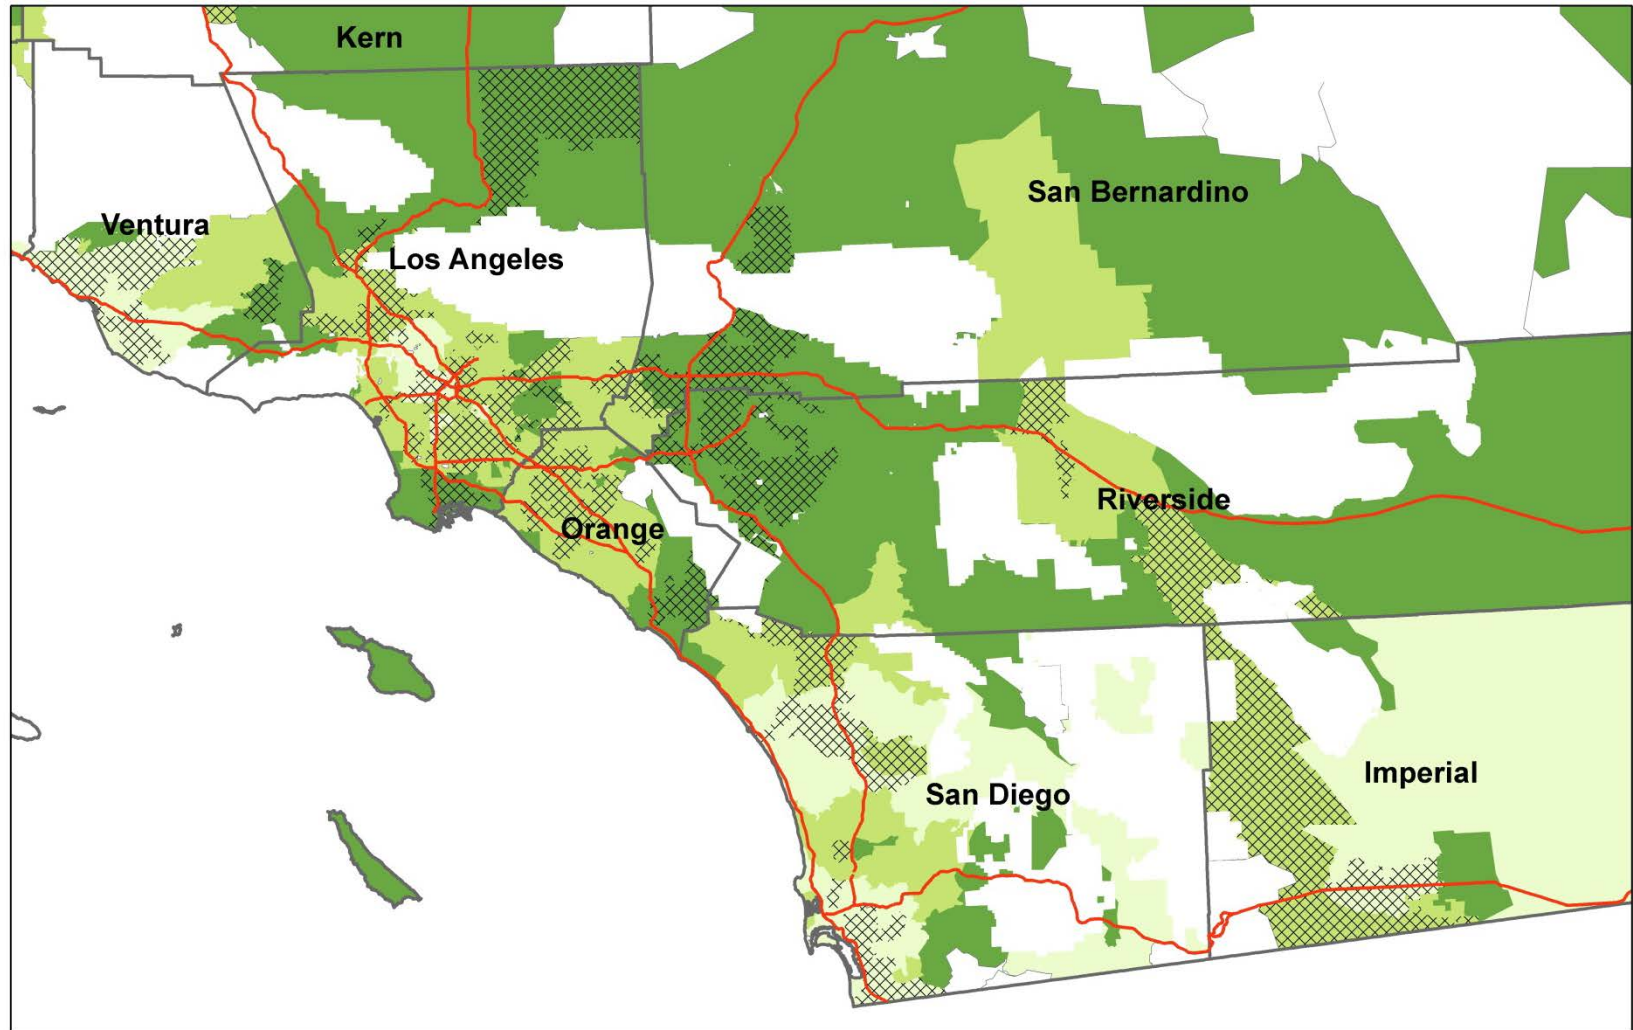 Kern
San Bernardino
Ventura
Los Angeles
Riverside
Orange
Imperial
San Diego